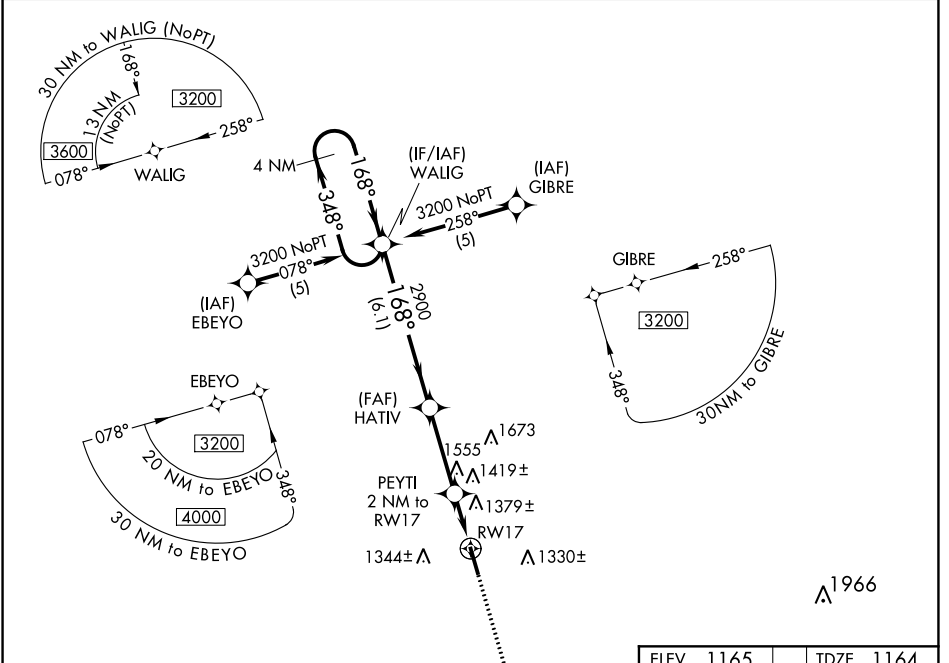 30 NM to WALIG (NoPT)
168°
13 NM
(NoPT)
3200
3600
078°
258°
WALIG
4 NM
168°
348°
(IF/IAF)
WALIG
(IAF)
GIBRE
3200 NoPT
258°
(5)
3200 NoPT
078°
(5)
(IAF)
EBEYO
2900
168°
(6.1)
GIBRE
258°
3200
348°
30NM to GIBRE
EBEYO
078°
3200
20 NM to EBEYO
348°
4000
30 NM to EBEYO
(FAF)
HATIV
1673
1555
1419±
PEYTI
2 NM to
RW17
1379±
RW17
1344±
1330±
1966
ELEV 1165
TDZE 1164